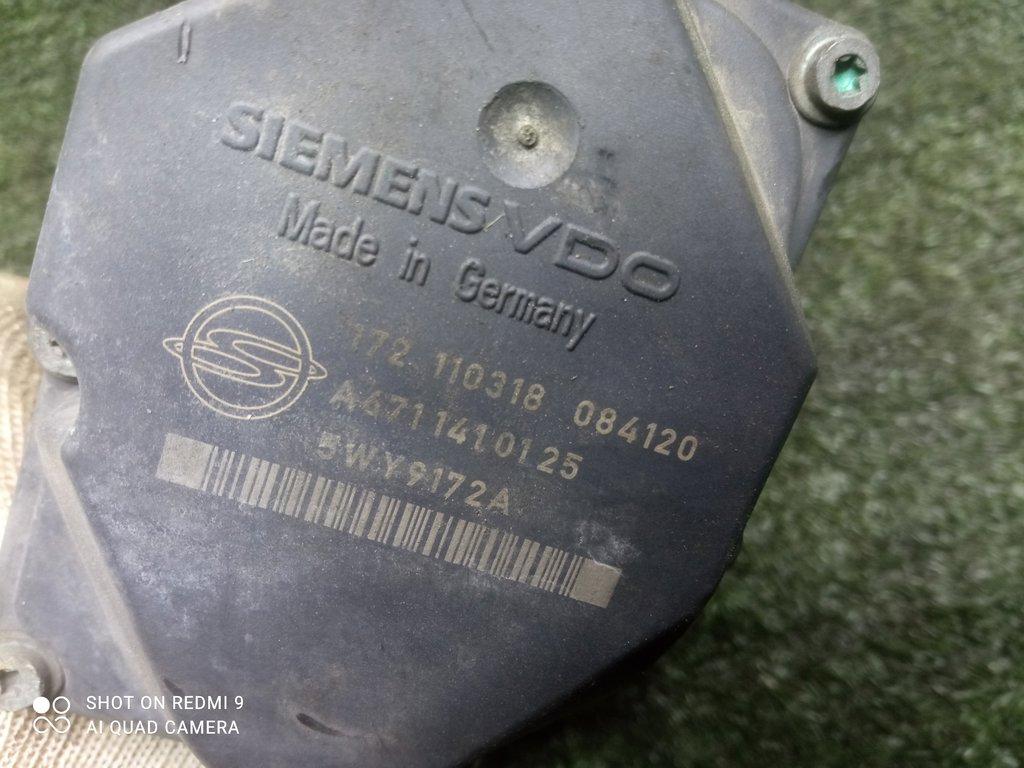 SIEMENS VDO
Made in Germany
172 110318 084120
A6711410125
5WY9172A
SHOT ON REDMI 9
AI QUAD CAMERA